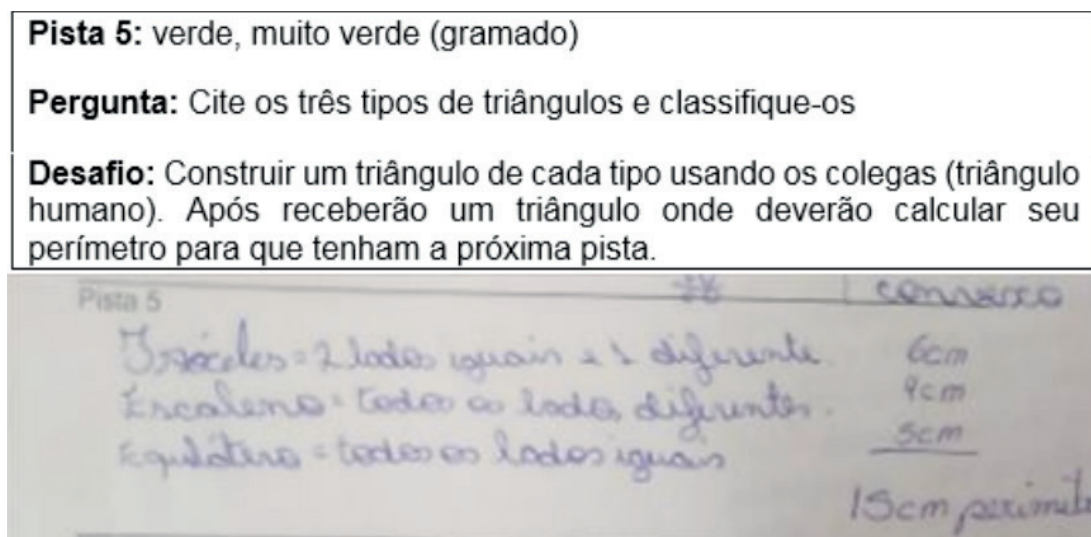 Pista 5: verde, muito verde (gramado)
Pergunta: Cite os três tipos de triângulos e classifique-os
Desafio: Construir um triângulo de cada tipo usando os colegas (triângulo
humano). Após receberão um triângulo onde deverão calcular seu
perímetro para que tenham a próxima pista.
Pista 5
Isóceles = 2 lados iguais e 1 diferente. 6cm
Escaleno = todos os lados diferentes. 4cm
Equilátero = todos os lados iguais 5cm
15cm perímet